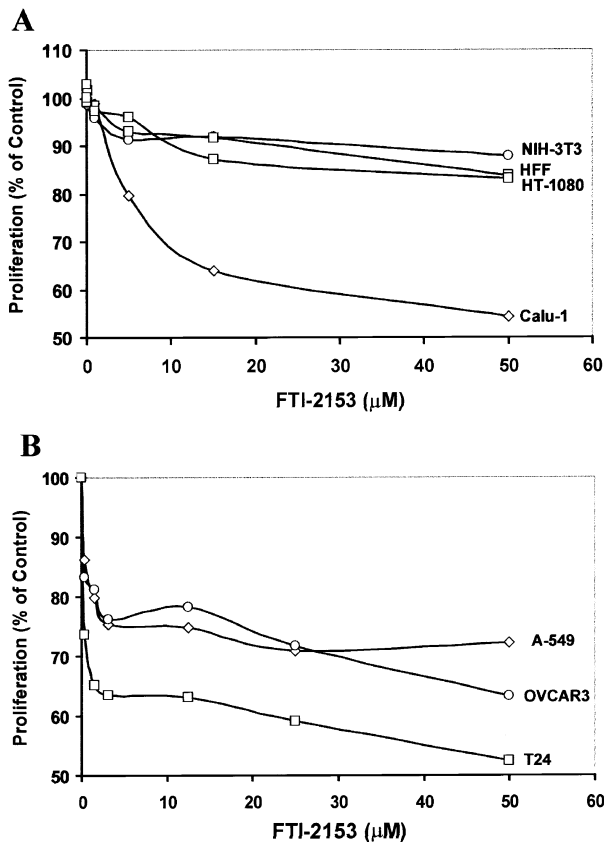 A
110
100
90
80
70
60
50
Proliferation (% of Control)
NIH-3T3
HFF
HT-1080
Calu-1
0 10 20 30 40 50 60
FTI-2153 (μM)
B
100
90
80
70
60
50
Proliferation (% of Control)
A-549
OVCAR3
T24
0 10 20 30 40 50 60
FTI-2153 (μM)